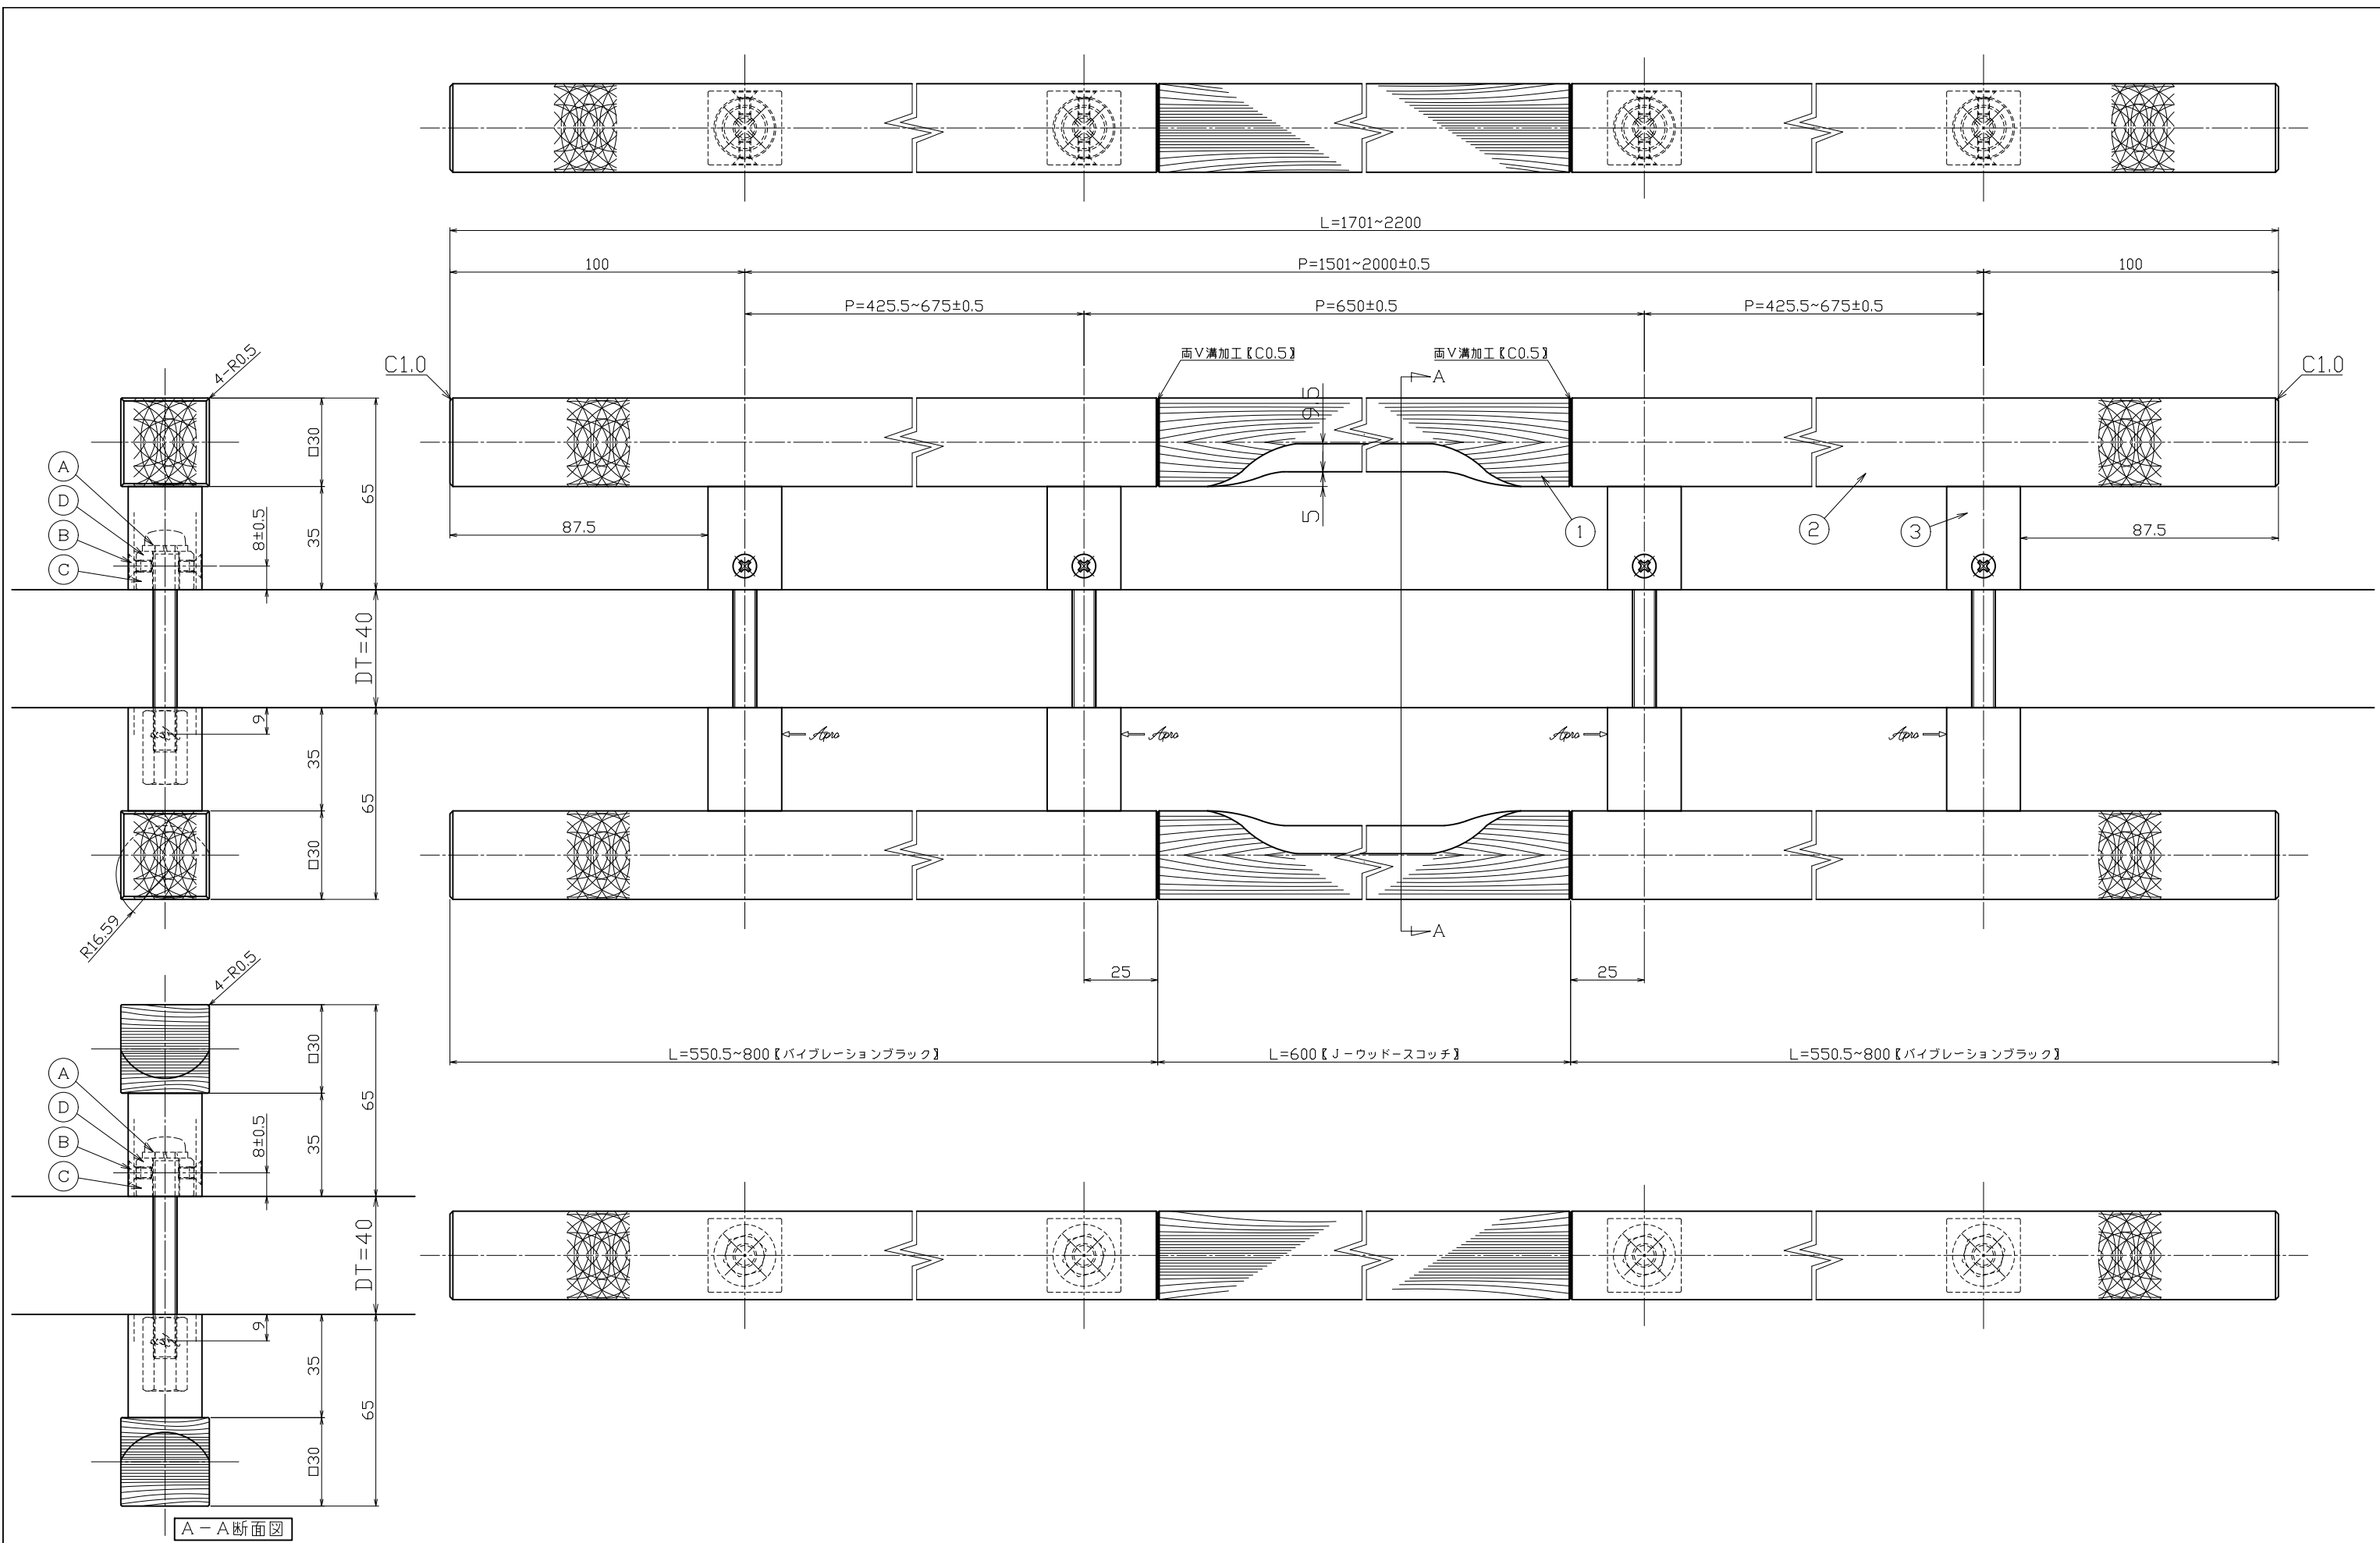 L=1701~2200
100
P=1501~2000±0.5
100
P=425.5~675±0.5
P=650±0.5
P=425.5~675±0.5
両V溝加工【C0.5】
両V溝加工【C0.5】
4-R0.5
C1.0
A
C1.0
9.5
□30
65
A
D
B
C
8±0.5
35
5
87.5
1
2
3
87.5
DT=40
9
35
65
Apro
Apro
Apro
Apro
□30
R16.59
A
4-R0.5
25
25
□30
65
L=550.5~800【バイブレーションブラック】
L=600【J-ウッド-スコッチ】
L=550.5~800【バイブレーションブラック】
A
D
B
C
8±0.5
35
DT=40
9
35
65
□30
A-A断面図